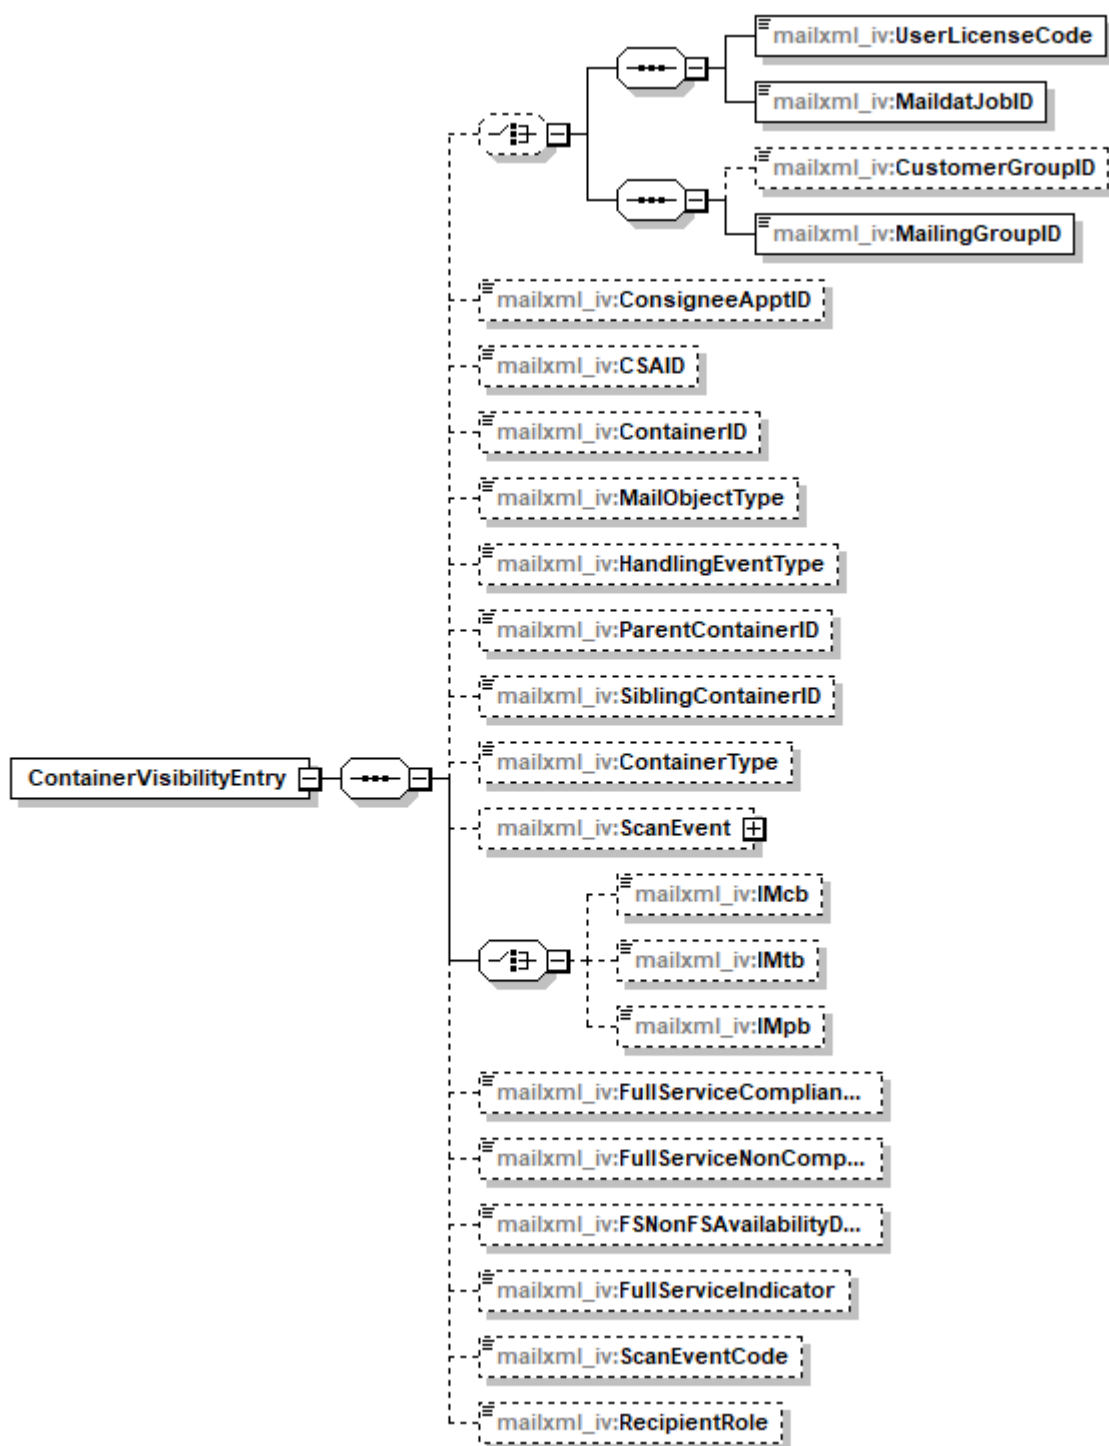 mailxml_iv:UserLicenseCode
mailxml_iv:MaildatJobID
mailxml_iv:CustomerGroupID
mailxml_iv:MailingGroupID
mailxml_iv:ConsigneeApptID
mailxml_iv:CSAID
mailxml_iv:ContainerID
mailxml_iv:MailObjectType
mailxml_iv:HandlingEventType
mailxml_iv:ParentContainerID
mailxml_iv:SiblingContainerID
ContainerVisibilityEntry
mailxml_iv:ContainerType
mailxml_iv:ScanEvent
mailxml_iv:IMcb
mailxml_iv:IMtb
mailxml_iv:IMpb
mailxml_iv:FullServiceComplian...
mailxml_iv:FullServiceNonComp...
mailxml_iv:FSNonFSAvailabilityD...
mailxml_iv:FullServiceIndicator
mailxml_iv:ScanEventCode
mailxml_iv:RecipientRole